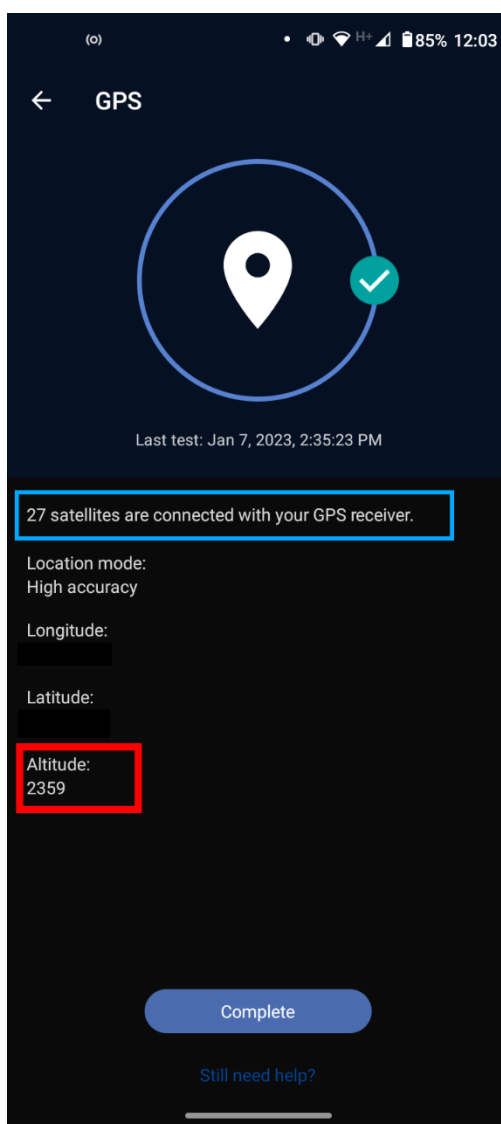 H+ 85% 12:03
GPS
Last test: Jan 7, 2023, 2:35:23 PM
27 satellites are connected with your GPS receiver.
Location mode:
High accuracy
Longitude:
Latitude:
Altitude:
2359
Complete
Still need help?